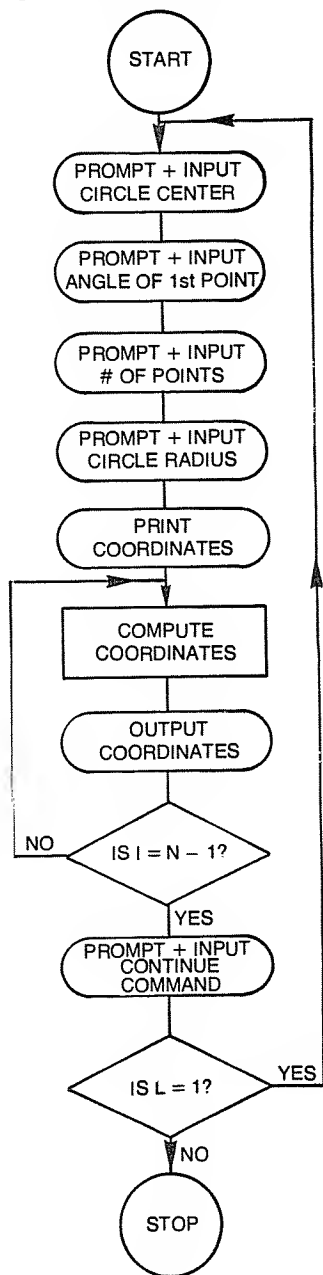 START
PROMPT + INPUT
CIRCLE CENTER
PROMPT + INPUT
ANGLE OF 1st POINT
PROMPT + INPUT
# OF POINTS
PROMPT + INPUT
CIRCLE RADIUS
PRINT
COORDINATES
COMPUTE
COORDINATES
OUTPUT
COORDINATES
NO
IS I = N – 1?
YES
PROMPT + INPUT
CONTINUE
COMMAND
IS L = 1?
YES
NO
STOP